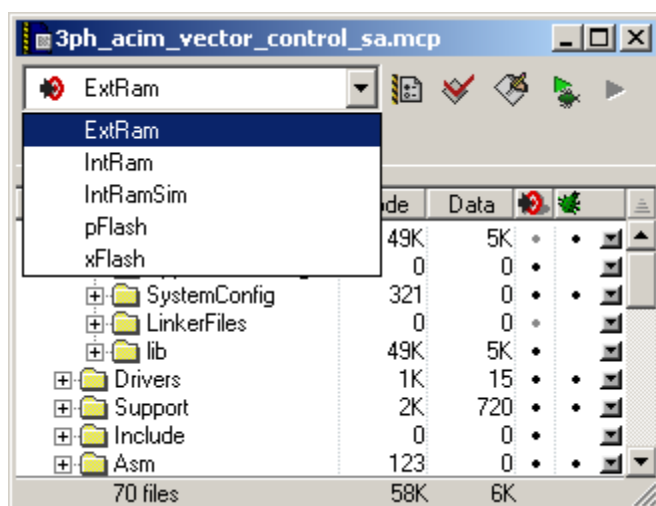 3ph_acim_vector_control_sa.mcp
ExtRam
ExtRam
IntRam
IntRamSim
pFlash
xFlash
Data
49K 5K
0 0
SystemConfig 321 0
LinkerFiles 0 0
lib 49K 5K
Drivers 1K 15
Support 2K 720
Include 0 0
Asm 123 0
70 files 58K 6K